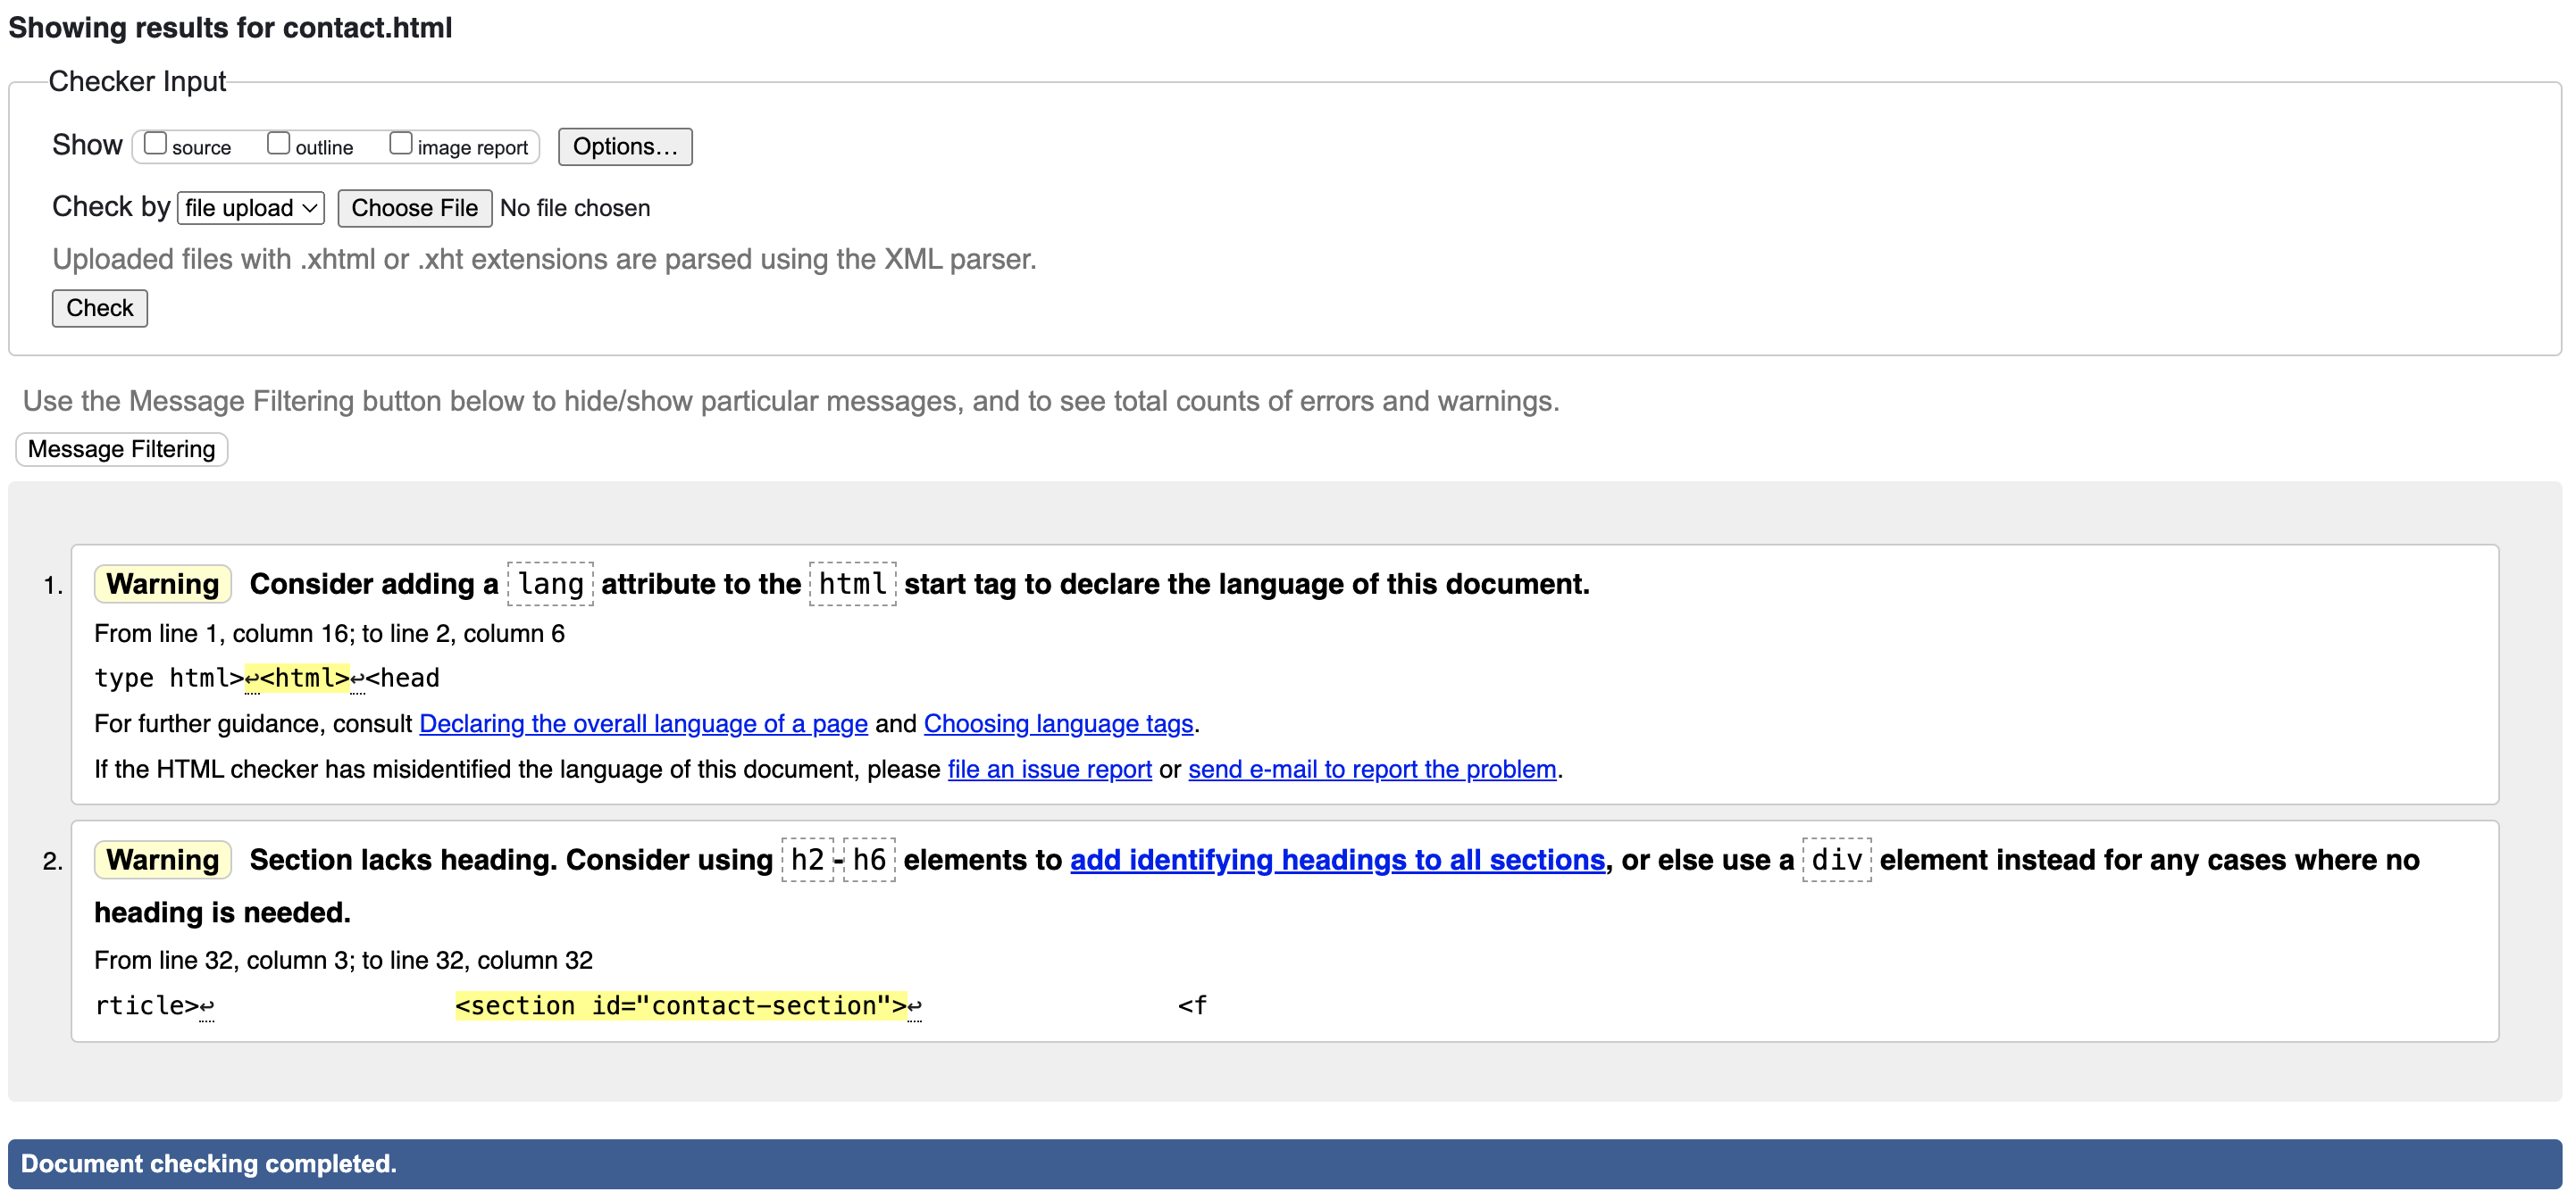 Showing results for contact.html
Checker Input
Show source outline image report Options...
Check by file upload Choose File No file chosen
Uploaded files with .xhtml or .xht extensions are parsed using the XML parser.
Check
Use the Message Filtering button below to hide/show particular messages, and to see total counts of errors and warnings.
Message Filtering
1. Warning Consider adding a lang attribute to the html start tag to declare the language of this document.
From line 1, column 16; to line 2, column 6
type html>↩<html>↩<head
For further guidance, consult Declaring the overall language of a page and Choosing language tags.
If the HTML checker has misidentified the language of this document, please file an issue report or send e-mail to report the problem.
2. Warning Section lacks heading. Consider using h2-h6 elements to add identifying headings to all sections, or else use a div element instead for any cases where no
heading is needed.
From line 32, column 3; to line 32, column 32
rticle>↩ <section id="contact-section">↩ <f
Document checking completed.